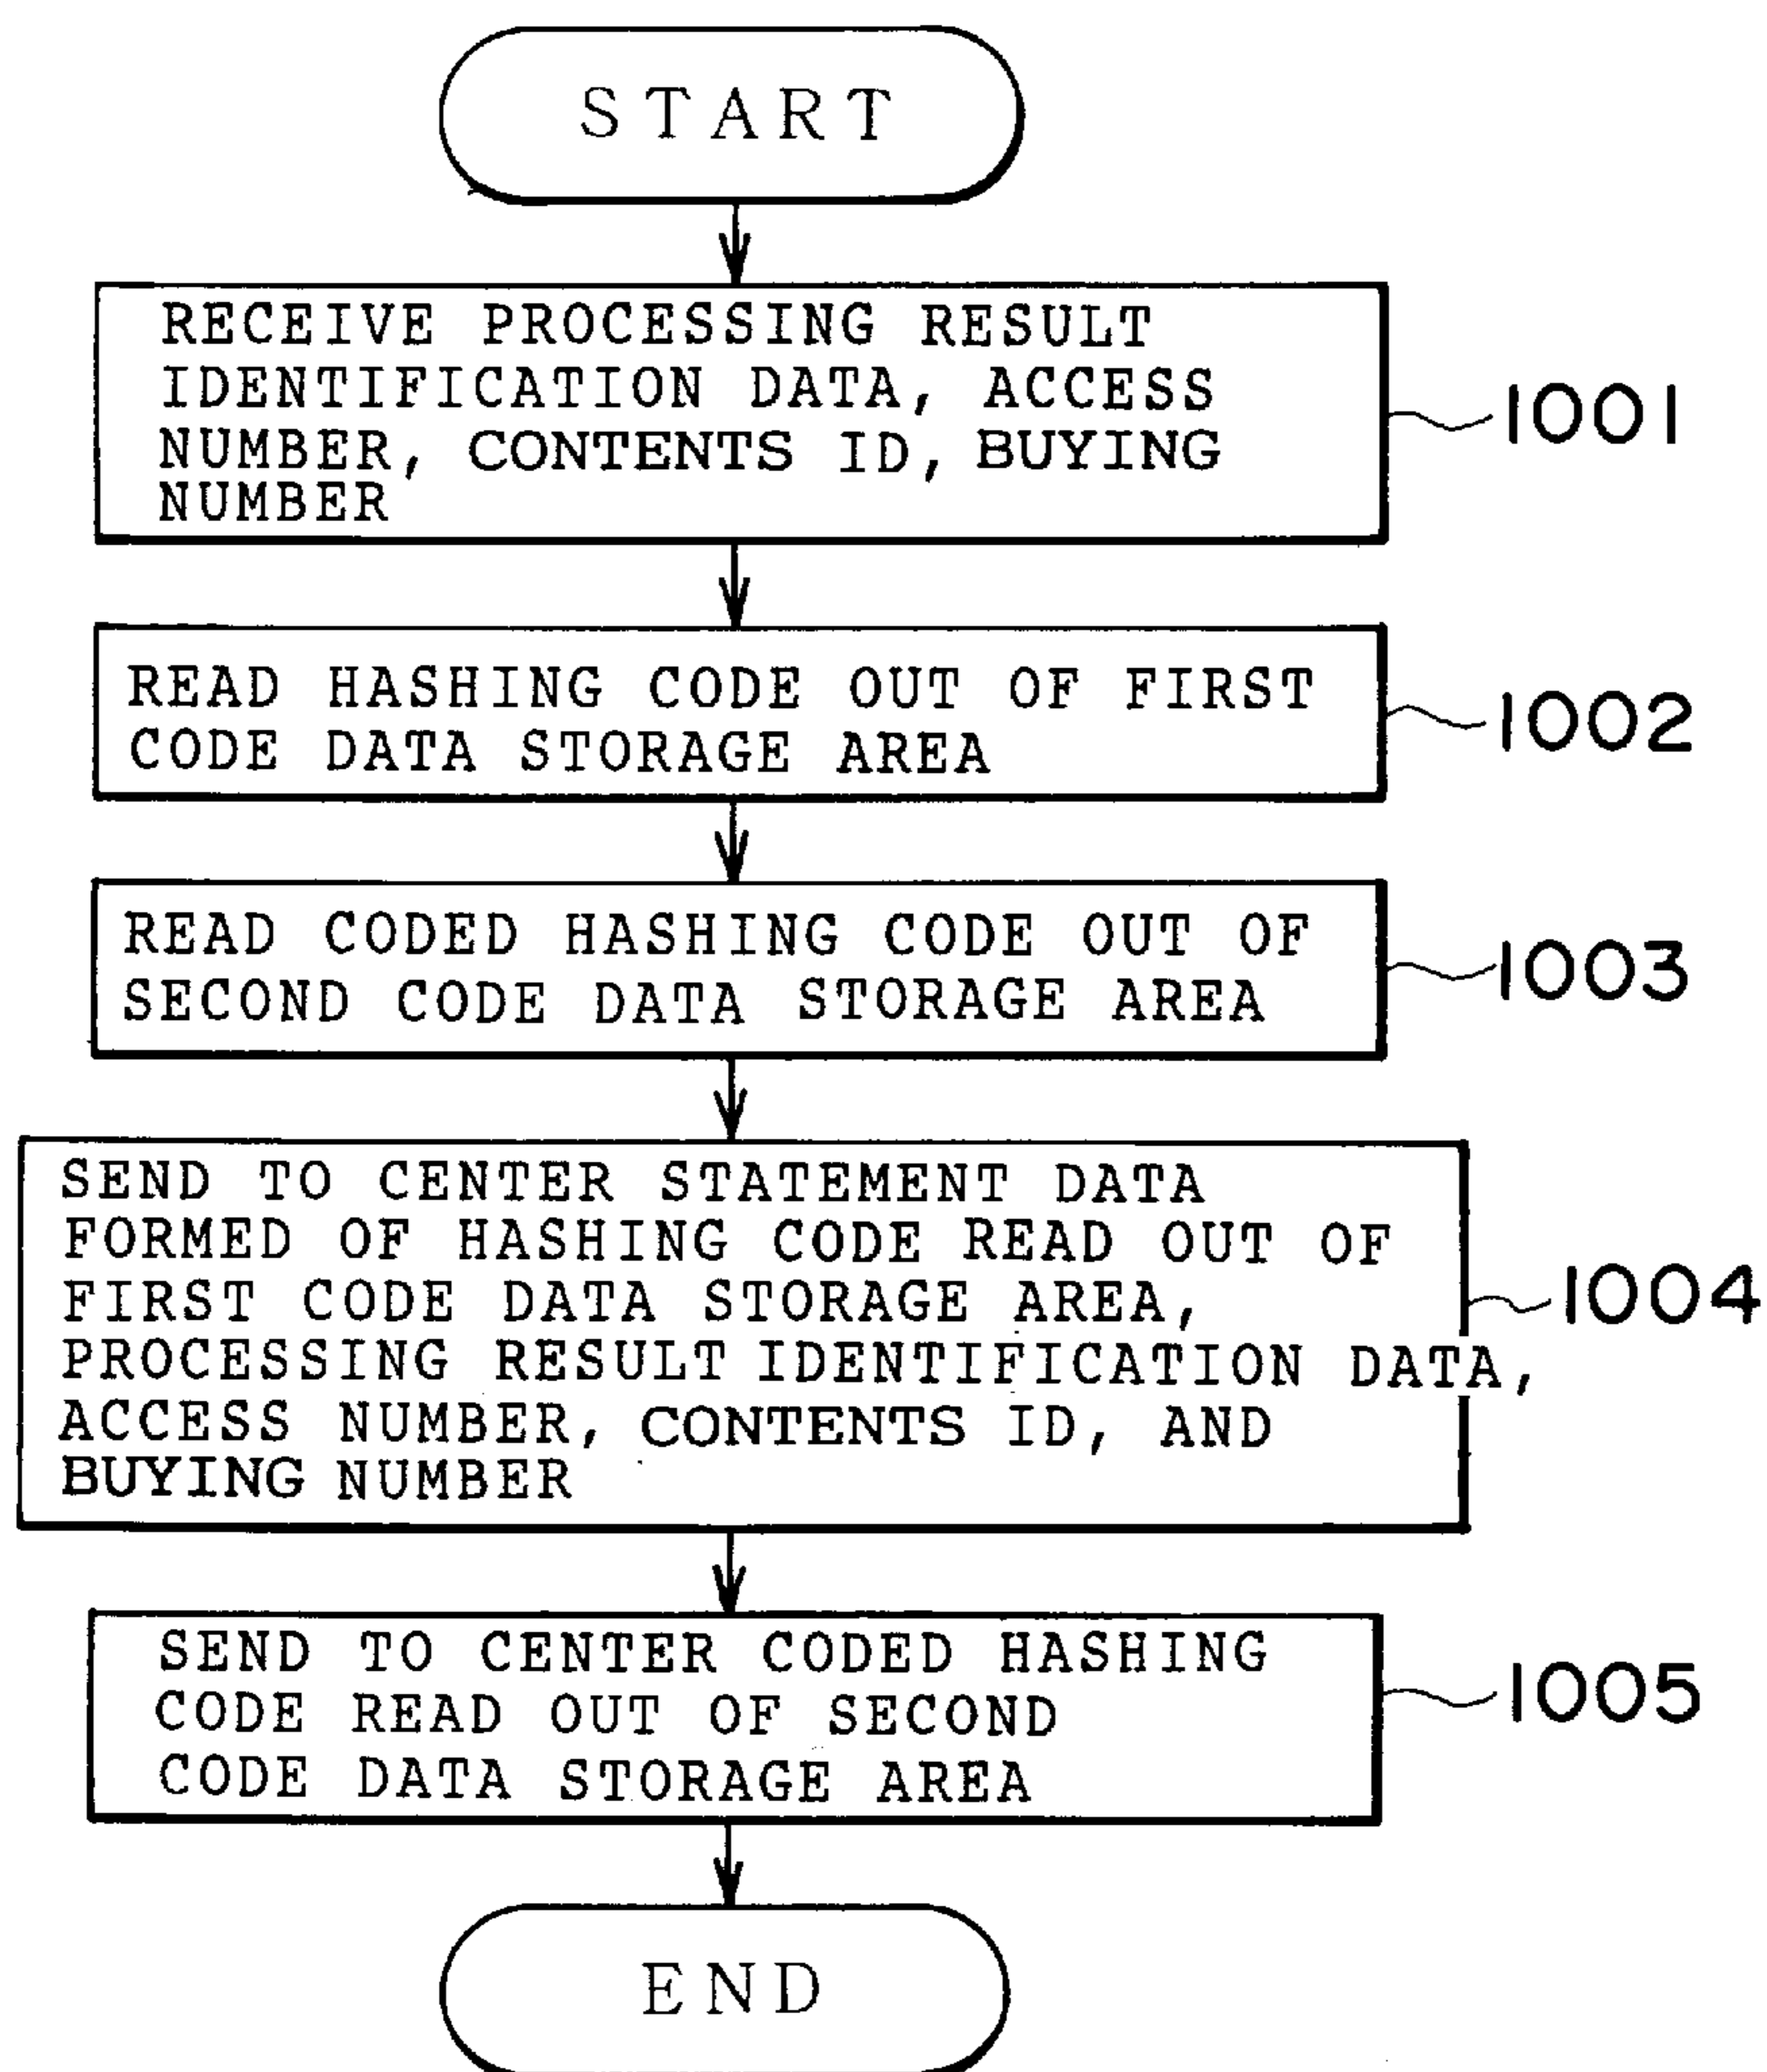 START
RECEIVE PROCESSING RESULT
IDENTIFICATION DATA, ACCESS
NUMBER, CONTENTS ID, BUYING
NUMBER
1001
READ HASHING CODE OUT OF FIRST
CODE DATA STORAGE AREA
1002
READ CODED HASHING CODE OUT OF
SECOND CODE DATA STORAGE AREA
1003
SEND TO CENTER STATEMENT DATA
FORMED OF HASHING CODE READ OUT OF
FIRST CODE DATA STORAGE AREA,
PROCESSING RESULT IDENTIFICATION DATA,
ACCESS NUMBER, CONTENTS ID, AND
BUYING NUMBER
1004
SEND TO CENTER CODED HASHING
CODE READ OUT OF SECOND
CODE DATA STORAGE AREA
1005
END